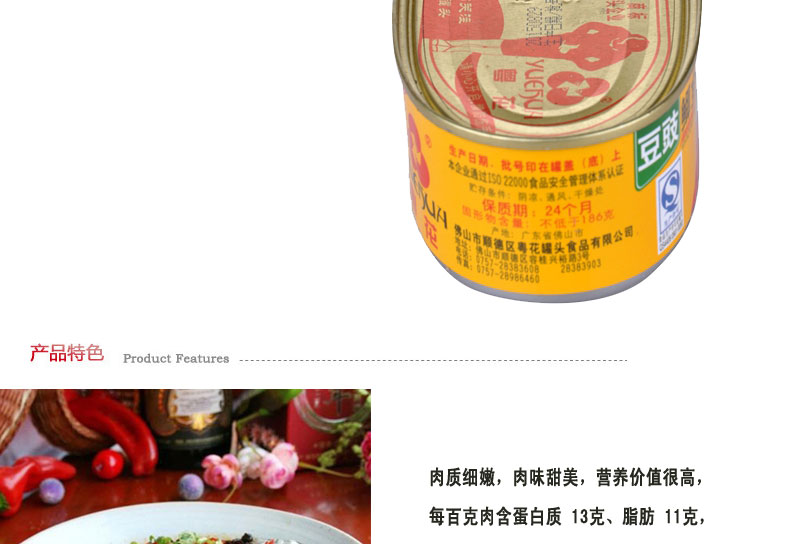 YUEHUA
粤花
豆豉
生产日期、批号印在罐盖（底）上
本企业通过ISO 22000食品安全管理体系认证
贮存条件：阴凉、通风、干燥处
保质期：24个月
固形物含量：不低于186克
产地：广东省佛山市
佛山市顺德区粤花罐头食品有限公司
地址：佛山市顺德区容桂兴裕路3号
电话：0757-28383608 28383903
传真：0757-28986460
产品特色 Product Features
肉质细嫩，肉味甜美，营养价值很高，
每百克肉含蛋白质 13克、脂肪 11克，